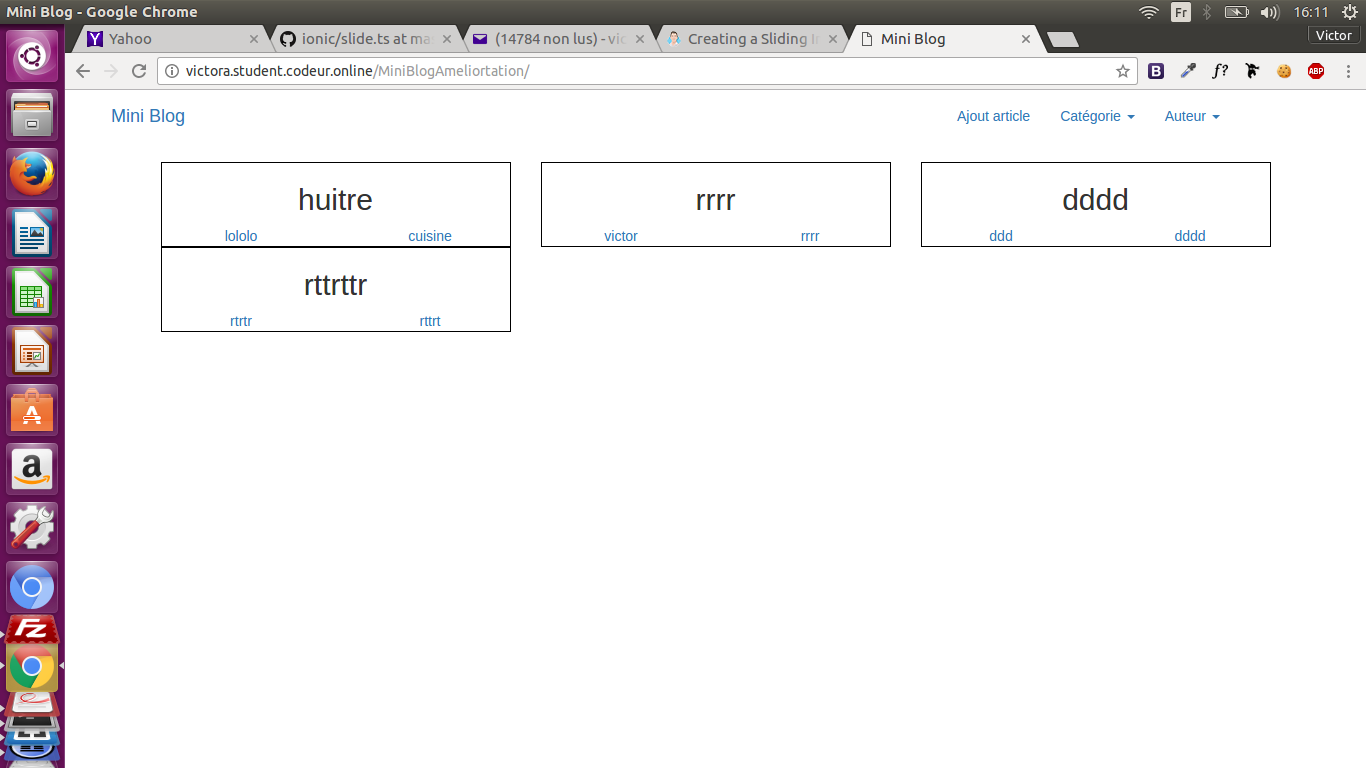 Mini Blog - Google Chrome
Fr
16:11
Yahoo
ionic/slide.ts at ma
(14784 non lus) - vic
Creating a Sliding In
Mini Blog
Victor
victora.student.codeur.online/MiniBlogAmeliortation/
B
f?
ABP
Mini Blog
Ajout article
Catégorie
Auteur
huitre
rrrr
dddd
lololo
cuisine
victor
rrrr
ddd
dddd
rttrttr
rtrtr
rttrt